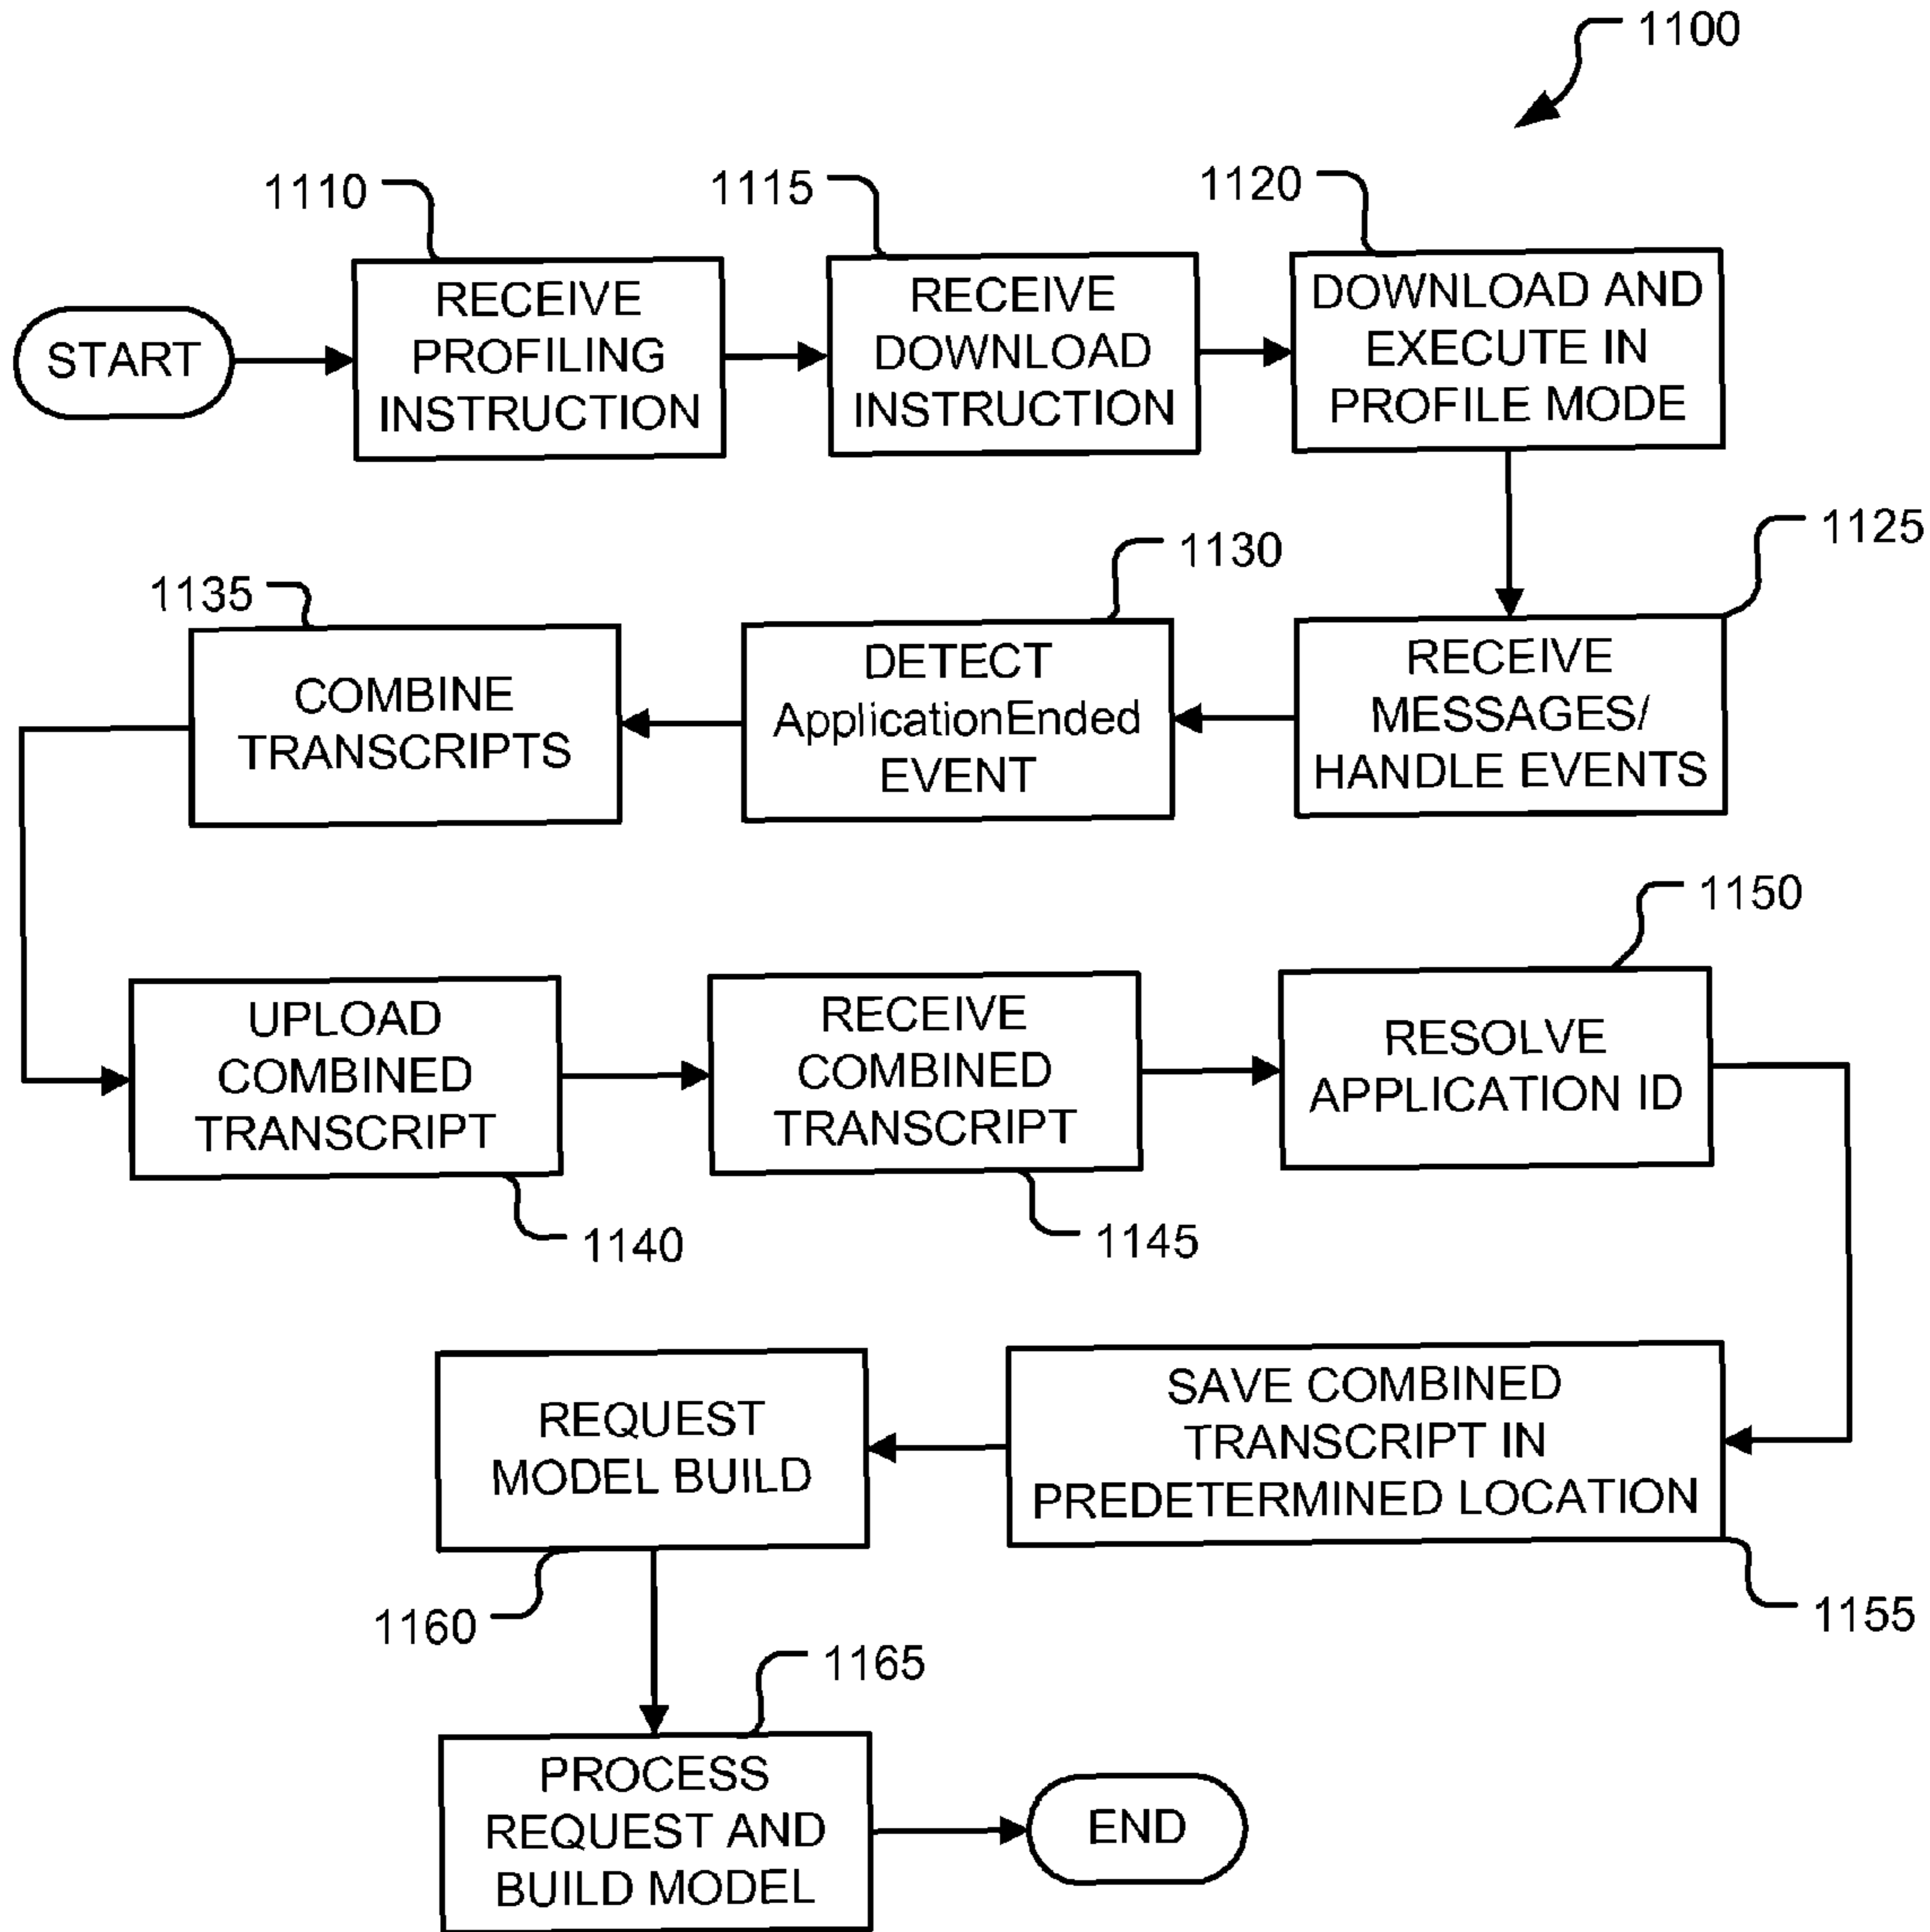 1100
1110
1115
1120
START
RECEIVE
PROFILING
INSTRUCTION
RECEIVE
DOWNLOAD
INSTRUCTION
DOWNLOAD AND
EXECUTE IN
PROFILE MODE
1125
1130
1135
RECEIVE
MESSAGES/
HANDLE EVENTS
DETECT
ApplicationEnded
EVENT
COMBINE
TRANSCRIPTS
1150
UPLOAD
COMBINED
TRANSCRIPT
RECEIVE
COMBINED
TRANSCRIPT
RESOLVE
APPLICATION ID
1140
1145
SAVE COMBINED
TRANSCRIPT IN
PREDETERMINED LOCATION
REQUEST
MODEL BUILD
1160
1155
1165
PROCESS
REQUEST AND
BUILD MODEL
END